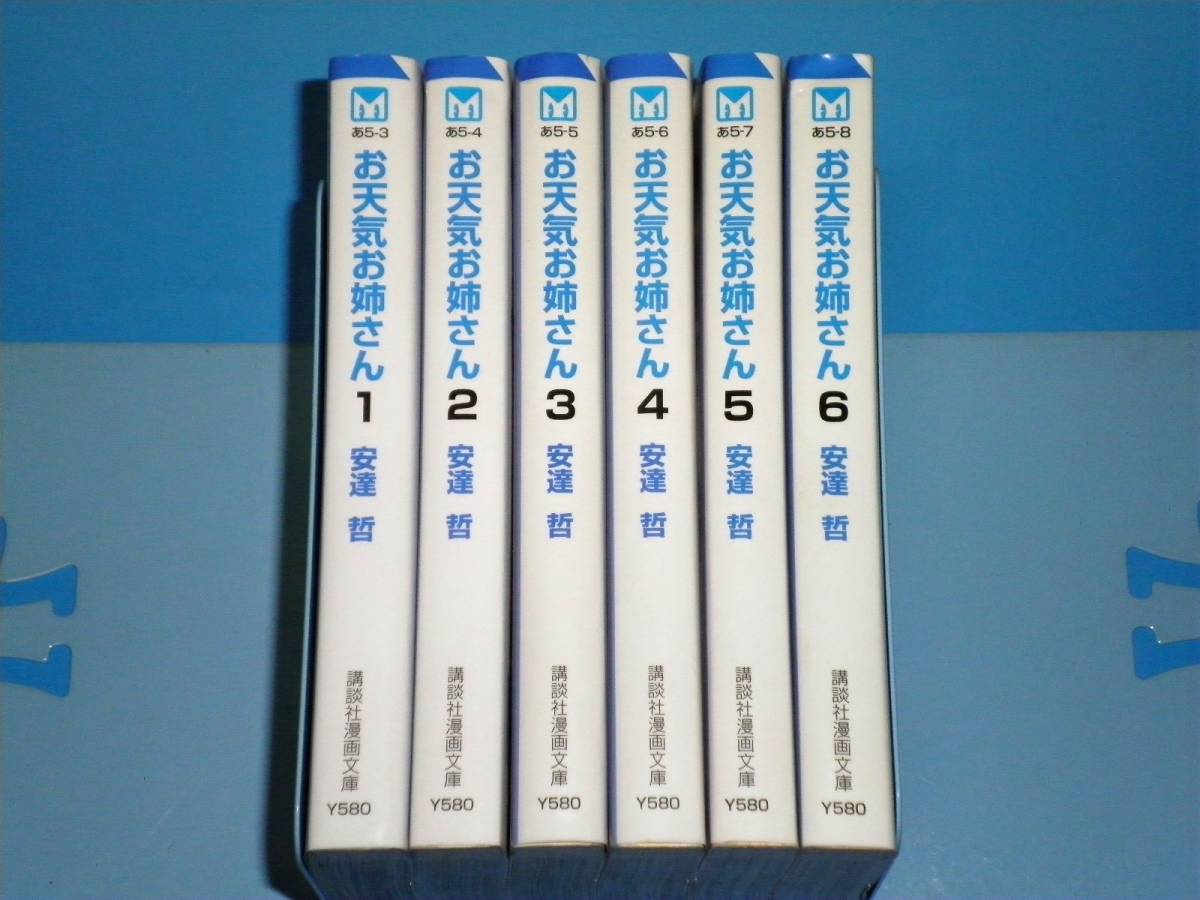 あ5-3
お天気お姉さん
1
安達 哲
講談社漫画文庫
Y580
あ5-4
お天気お姉さん
2
安達 哲
講談社漫画文庫
Y580
あ5-5
お天気お姉さん
3
安達 哲
講談社漫画文庫
Y580
あ5-6
お天気お姉さん
4
安達 哲
講談社漫画文庫
Y580
あ5-7
お天気お姉さん
5
安達 哲
講談社漫画文庫
Y580
あ5-8
お天気お姉さん
6
安達 哲
講談社漫画文庫
Y580